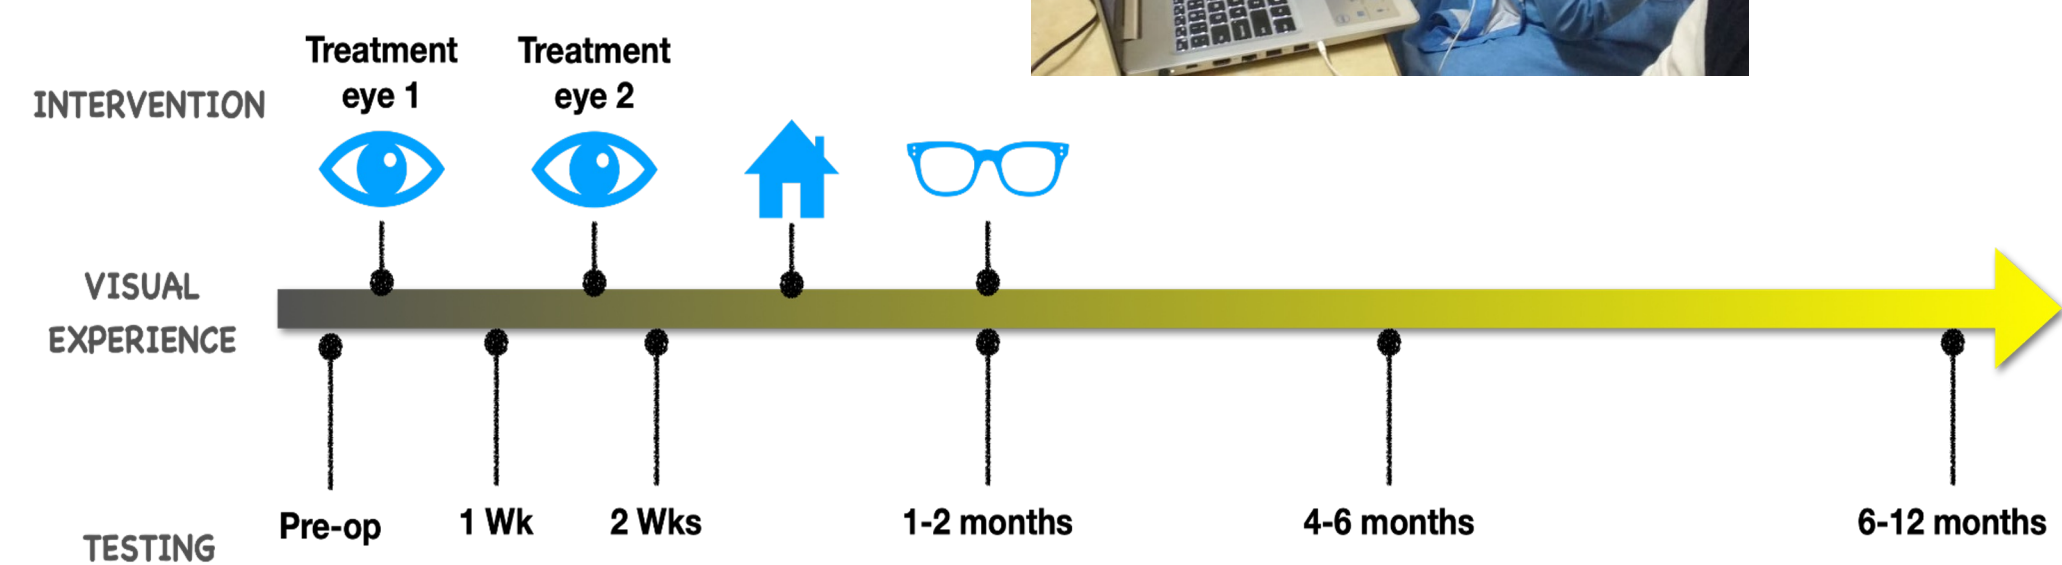 Treatment
eye 1
Treatment
eye 2
INTERVENTION
VISUAL
EXPERIENCE
Pre-op
1 Wk
2 Wks
1-2 months
4-6 months
6-12 months
TESTING